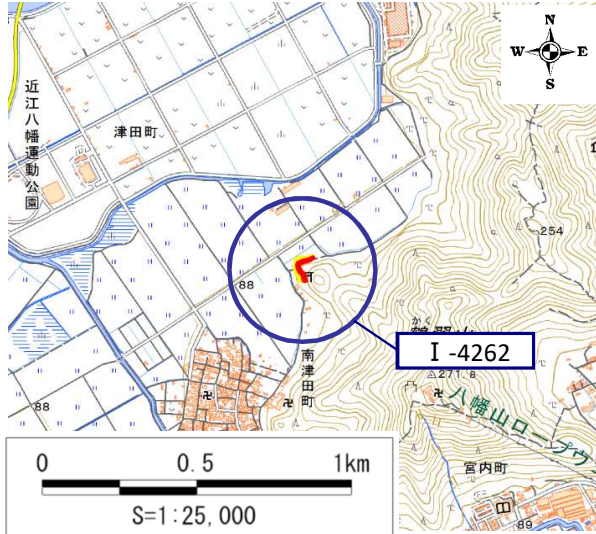 N
W E
S
近江八幡運動公園
津田町
254
88
Ⅰ-4262
南津田町
271.8
八幡山ロープウ
88
宮内町
89
0 0.5 1km
S=1:25,000